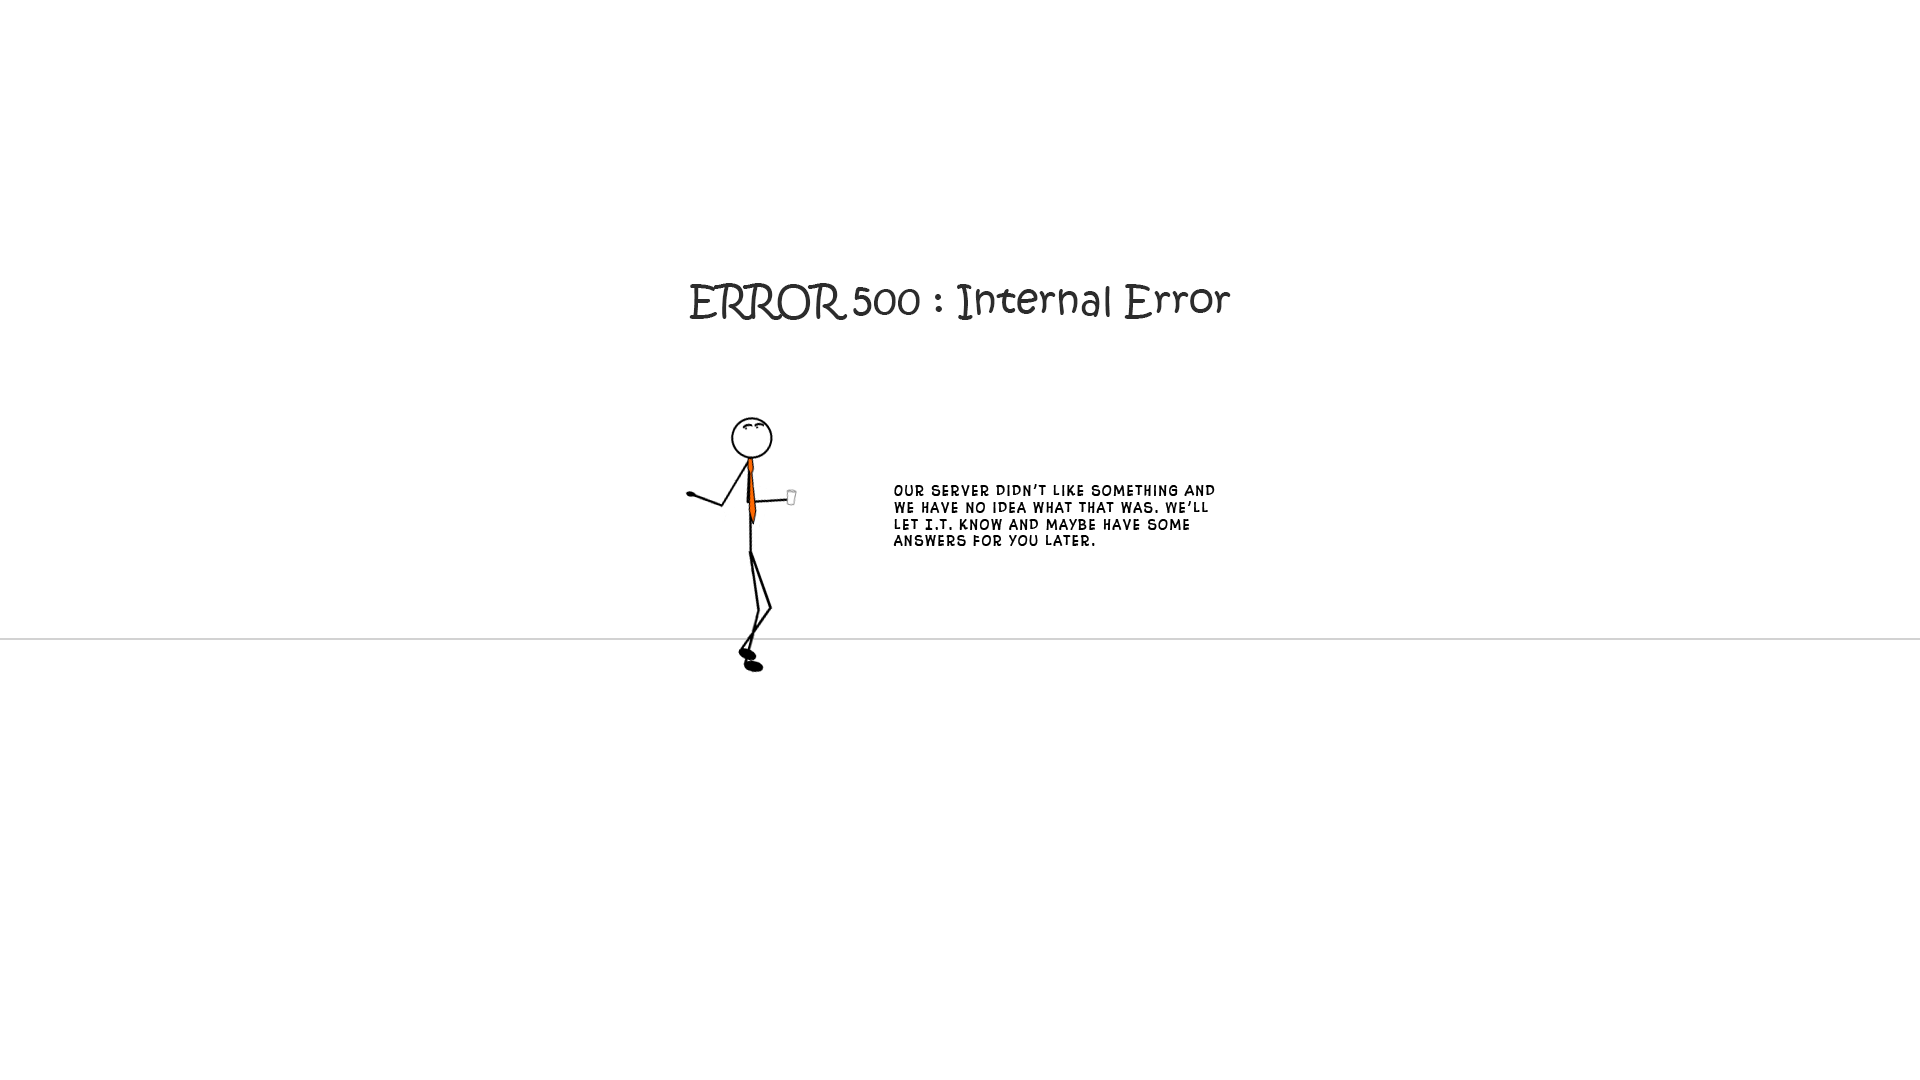 ERROR 500 : Internal Error
OUR SERVER DIDN'T LIKE SOMETHING AND
WE HAVE NO IDEA WHAT THAT WAS. WE'LL
LET I.T. KNOW AND MAYBE HAVE SOME
ANSWERS FOR YOU LATER.